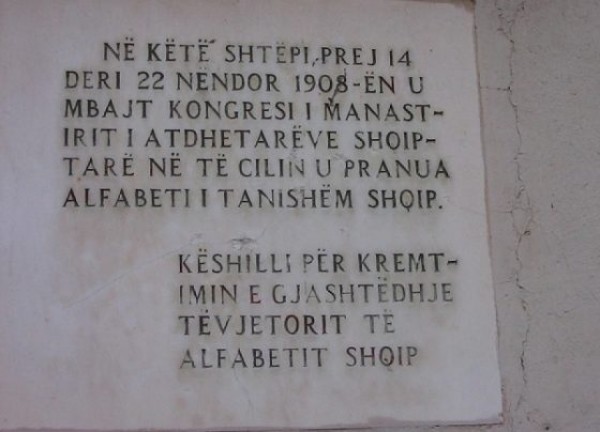 NË KËTË SHTËPI, PREJ 14
DERI 22 NËNDOR 1908-ËN U
MBAJT KONGRESI I MANAST-
IRIT I ATDHETARËVE SHQIP-
TARË NË TË CILIN U PRANUA
ALFABETI I TANISHËM SHQIP.
KËSHILLI PËR KREMT-
IMIN E GJASHTËDHJE
TËVJETORIT TË
ALFABETIT SHQIP